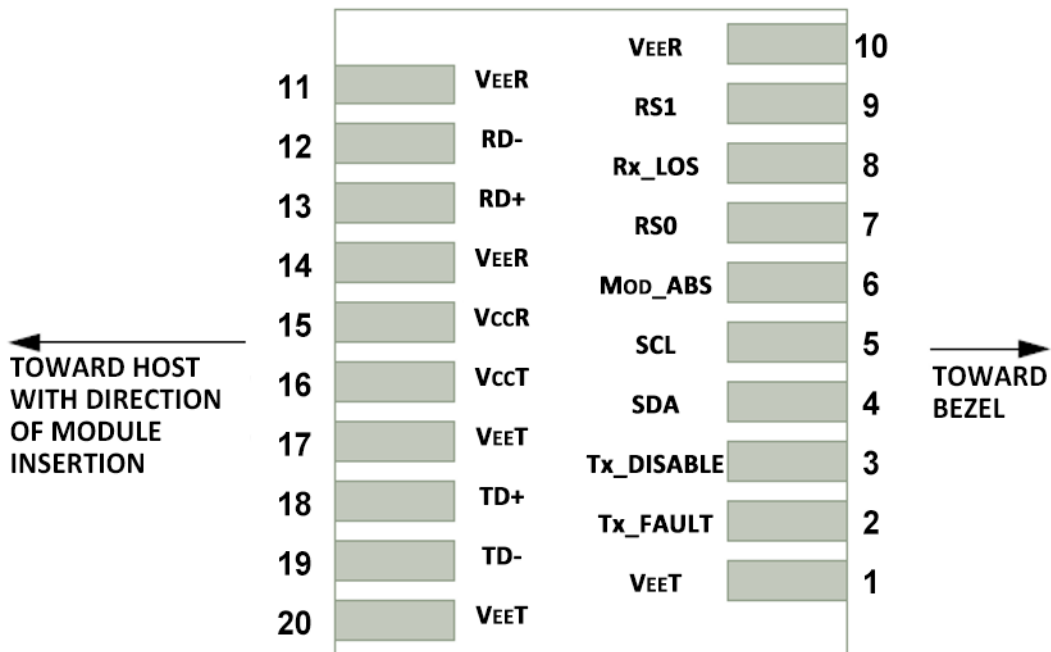 11 VEER
12 RD-
13 RD+
14 VEER
15 VCCR
16 VCCT
17 VEET
18 TD+
19 TD-
20 VEET
VEER 10
RS1 9
Rx_LOS 8
RS0 7
MOD_ABS 6
SCL 5
SDA 4
Tx_DISABLE 3
Tx_FAULT 2
VEET 1
TOWARD HOST
WITH DIRECTION
OF MODULE
INSERTION
TOWARD
BEZEL